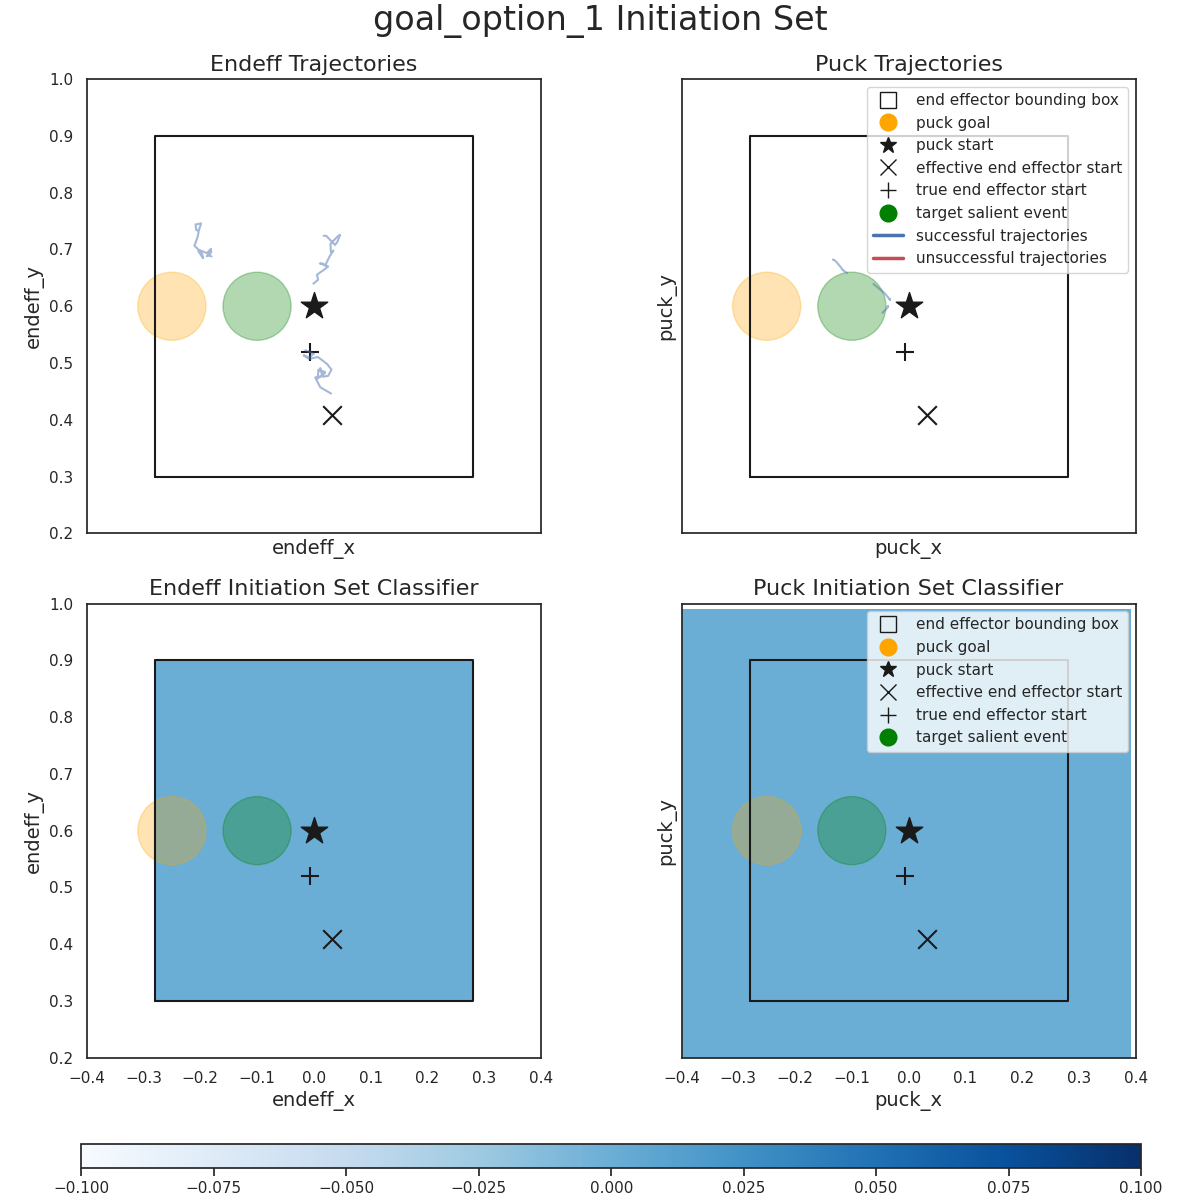 goal_option_1 Initiation Set
Endeff Trajectories
Puck Trajectories
1.0
0.9
0.8
0.7
0.6
0.5
0.4
0.3
0.2
endeff_y
endeff_x
puck_y
puck_x
end effector bounding box
puck goal
puck start
effective end effector start
true end effector start
target salient event
successful trajectories
unsuccessful trajectories
Endeff Initiation Set Classifier
Puck Initiation Set Classifier
1.0
0.9
0.8
0.7
0.6
0.5
0.4
0.3
0.2
endeff_y
−0.4 −0.3 −0.2 −0.1 0.0 0.1 0.2 0.3 0.4
endeff_x
puck_y
end effector bounding box
puck goal
puck start
effective end effector start
true end effector start
target salient event
−0.4 −0.3 −0.2 −0.1 0.0 0.1 0.2 0.3 0.4
puck_x
−0.100 −0.075 −0.050 −0.025 0.000 0.025 0.050 0.075 0.100